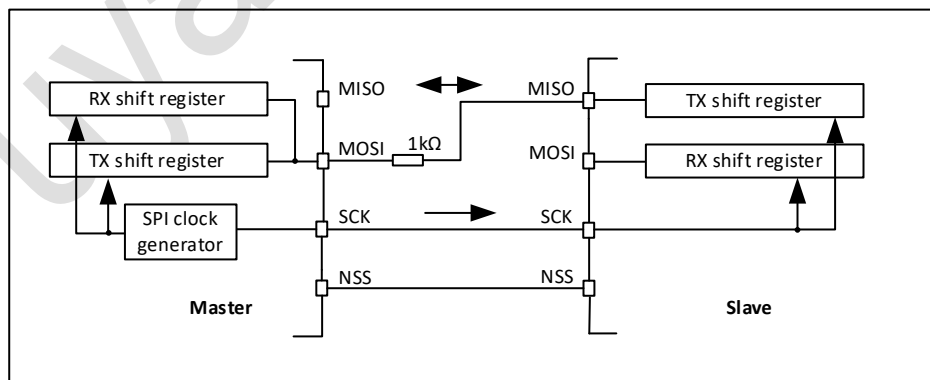 RX shift register
TX shift register
SPI clock
generator
Master
MISO
MOSI
1kΩ
SCK
NSS
MISO
MOSI
SCK
NSS
TX shift register
RX shift register
Slave